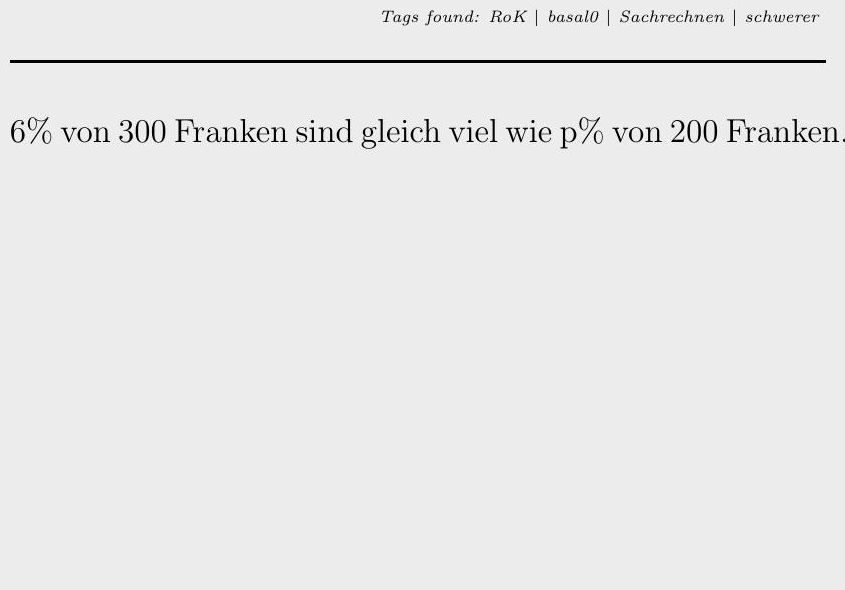 Tags found: RoK | basal0 | Sachrechnen | schwerer
6% von 300 Franken sind gleich viel wie p% von 200 Franken.